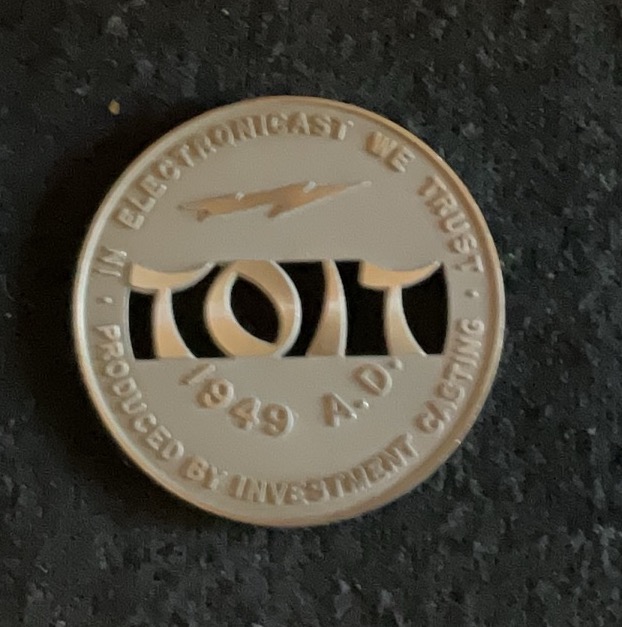 · IN ELECTRONICAST WE TRUST ·
TOIT
1949 A.D.
PRODUCED BY INVESTMENT CASTING